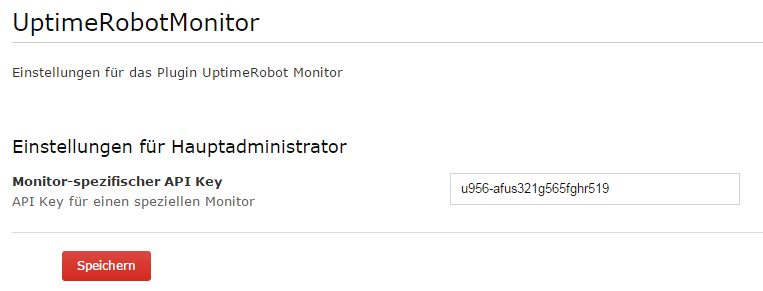 UptimeRobotMonitor
Einstellungen für das Plugin UptimeRobot Monitor
Einstellungen für Hauptadministrator
Monitor-spezifischer API Key
u956-afus321g565fghr519
API Key für einen speziellen Monitor
Speichern